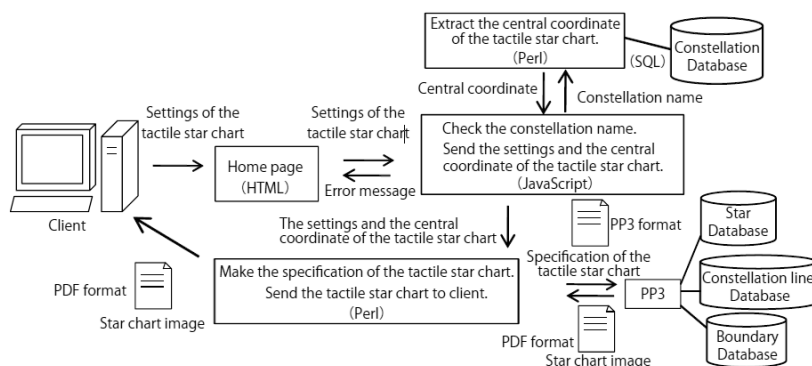 Extract the central coordinate
of the tactile star chart.
(Perl)
(SQL)
Constellation
Database
Central coordinate
Constellation name
Settings of the
tactile star chart
Settings of the
tactile star chart
Home page
(HTML)
Error message
Check the constellation name.
Send the settings and the central
coordinate of the tactile star chart.
(JavaScript)
Client
The settings and the central
coordinate of the tactile star chart
PP3 format
Star
Database
Specification of the
tactile star chart
PDF format
Star chart image
Make the specification of the tactile star chart.
Send the tactile star chart to client.
(Perl)
PP3
Constellation line
Database
PDF format
Star chart image
Boundary
Database